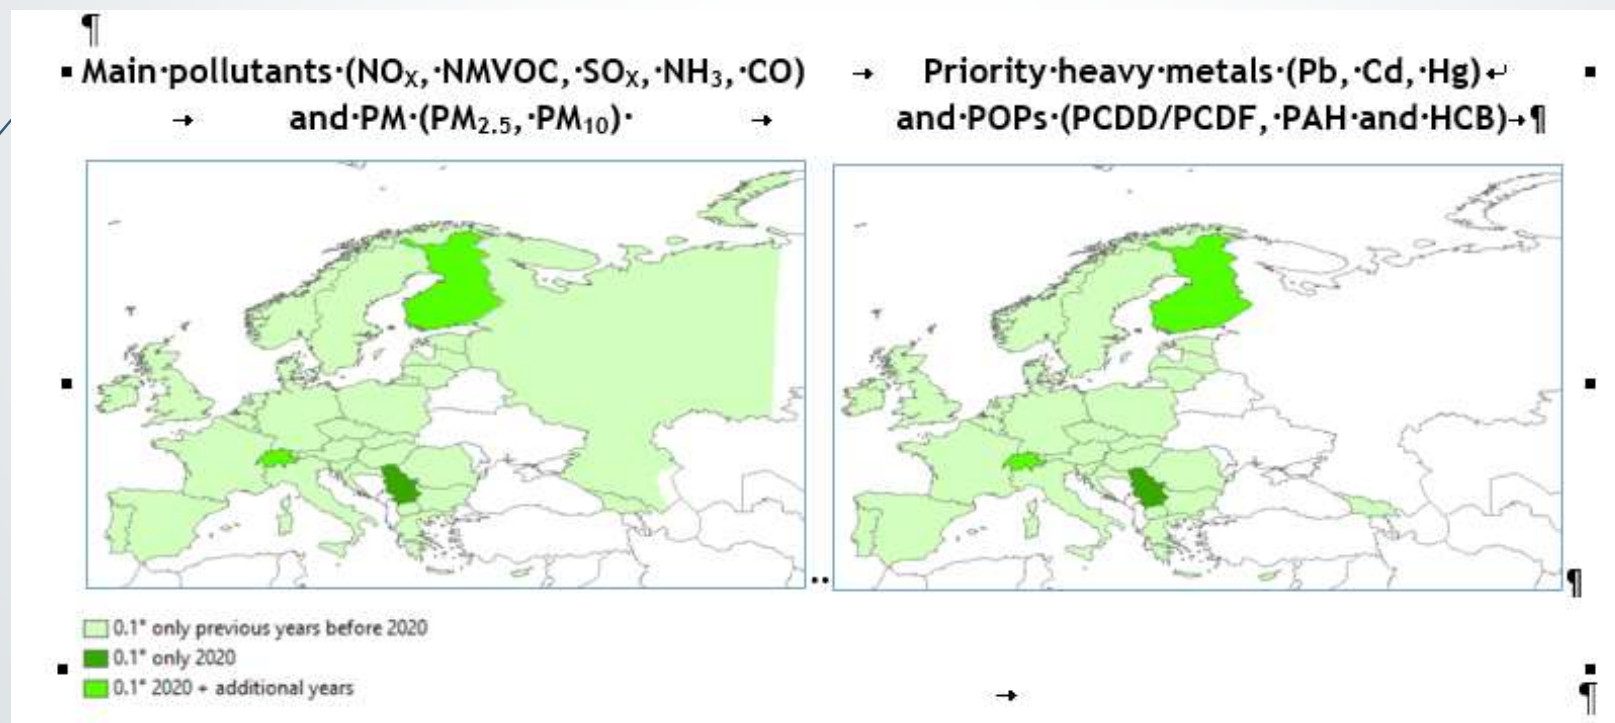 Main pollutants (NOₓ, NMVOC, SOₓ, NH₃, CO)
and PM (PM₂.₅, PM₁₀)
Priority heavy metals (Pb, Cd, Hg)
and POPs (PCDD/PCDF, PAH and HCB)
0.1° only previous years before 2020
0.1° only 2020
0.1° 2020 + additional years